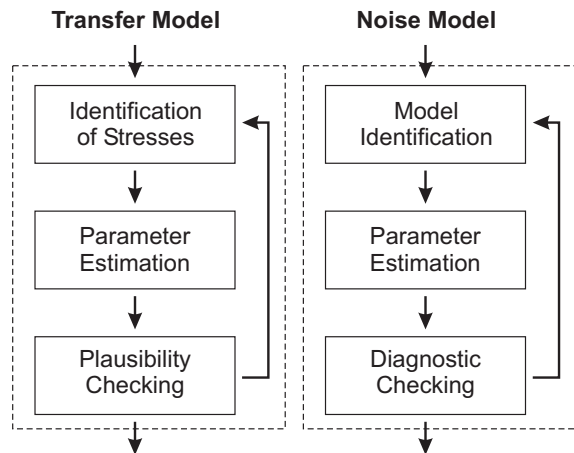 Transfer Model
Identification
of Stresses
Parameter
Estimation
Plausibility
Checking
Noise Model
Model
Identification
Parameter
Estimation
Diagnostic
Checking